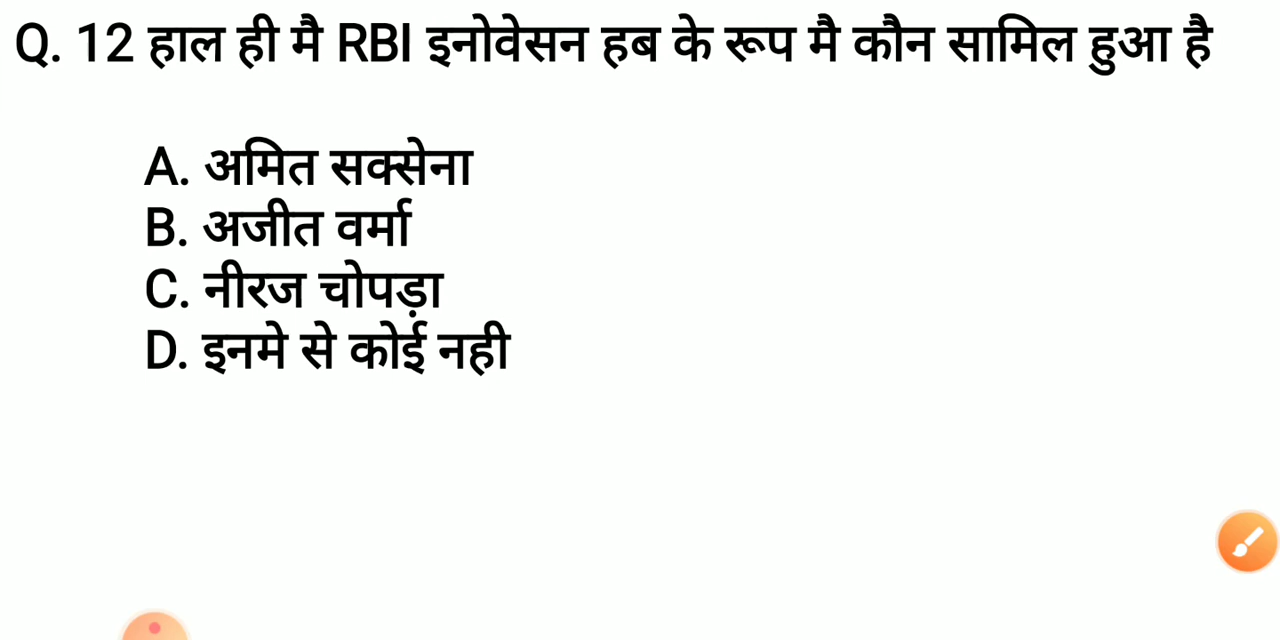 Q. 12 हाल ही मै RBI इनोवेसन हब के रूप मै कौन सामिल हुआ है
A. अमित सक्सेना
B. अजीत वर्मा
C. नीरज चोपड़ा
D. इनमे से कोई नही